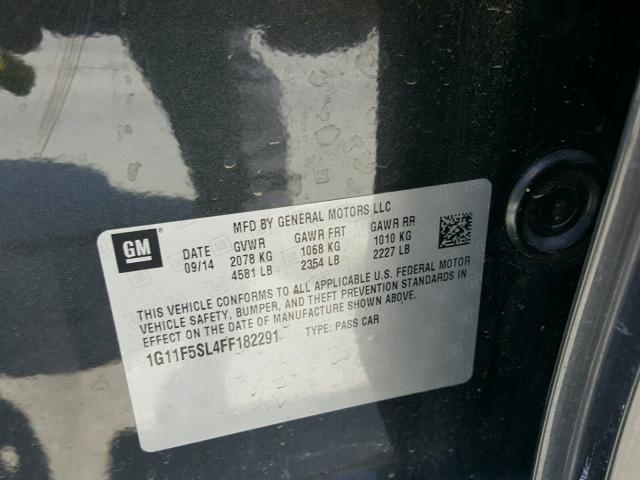 GM
MFD BY GENERAL MOTORS LLC
DATE GVWR GAWR FRT GAWR RR
09/14 2078 KG 1068 KG 1010 KG
4581 LB 2354 LB 2227 LB
THIS VEHICLE CONFORMS TO ALL APPLICABLE U.S. FEDERAL MOTOR
VEHICLE SAFETY, BUMPER, AND THEFT PREVENTION STANDARDS IN
EFFECT ON THE DATE OF MANUFACTURE SHOWN ABOVE.
1G11F5SL4FF182291 TYPE: PASS CAR